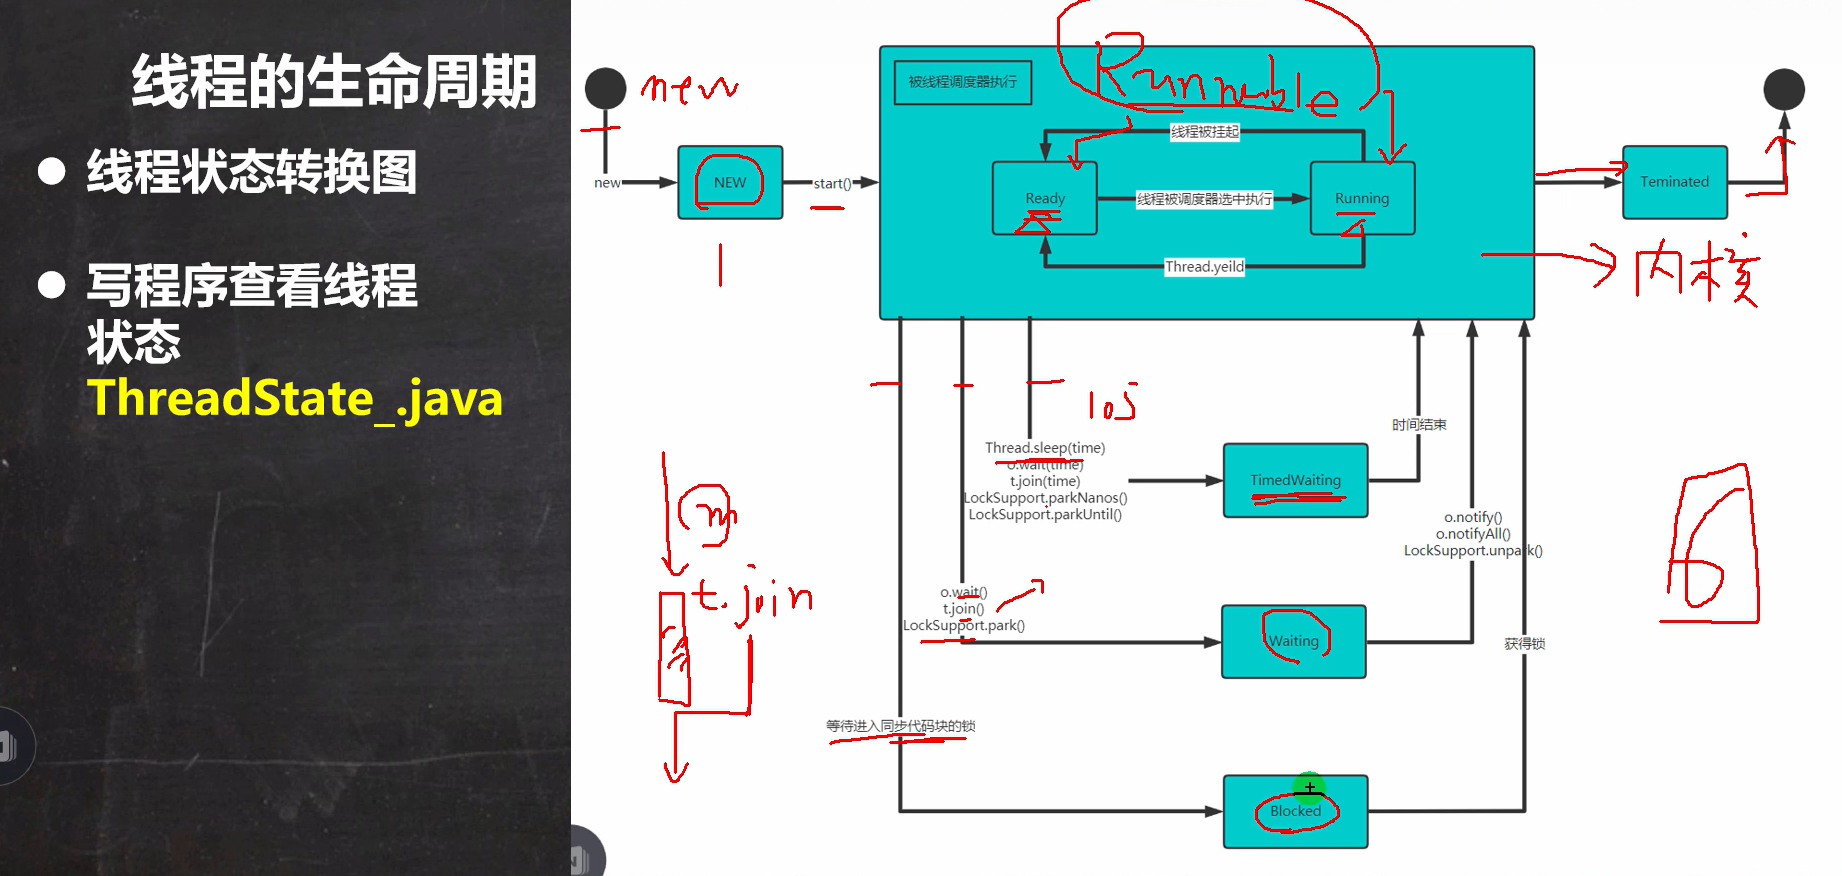 线程的生命周期
线程状态转换图
写程序查看线程
状态
ThreadState_.java
new
new
NEW
start()
被线程调度器执行
Runnable
线程被挂起
Ready
线程被调度器选中执行
Running
Thread.yeild
Teminated
内核
10s
Thread.sleep(time)
o.wait(time)
t.join(time)
LockSupport.parkNanos()
LockSupport.parkUntil()
TimedWaiting
时间结束
o.notify()
o.notifyAll()
LockSupport.unpark()
6
t.join
o.wait()
t.join()
LockSupport.park()
Waiting
获得锁
等待进入同步代码块的锁
Blocked